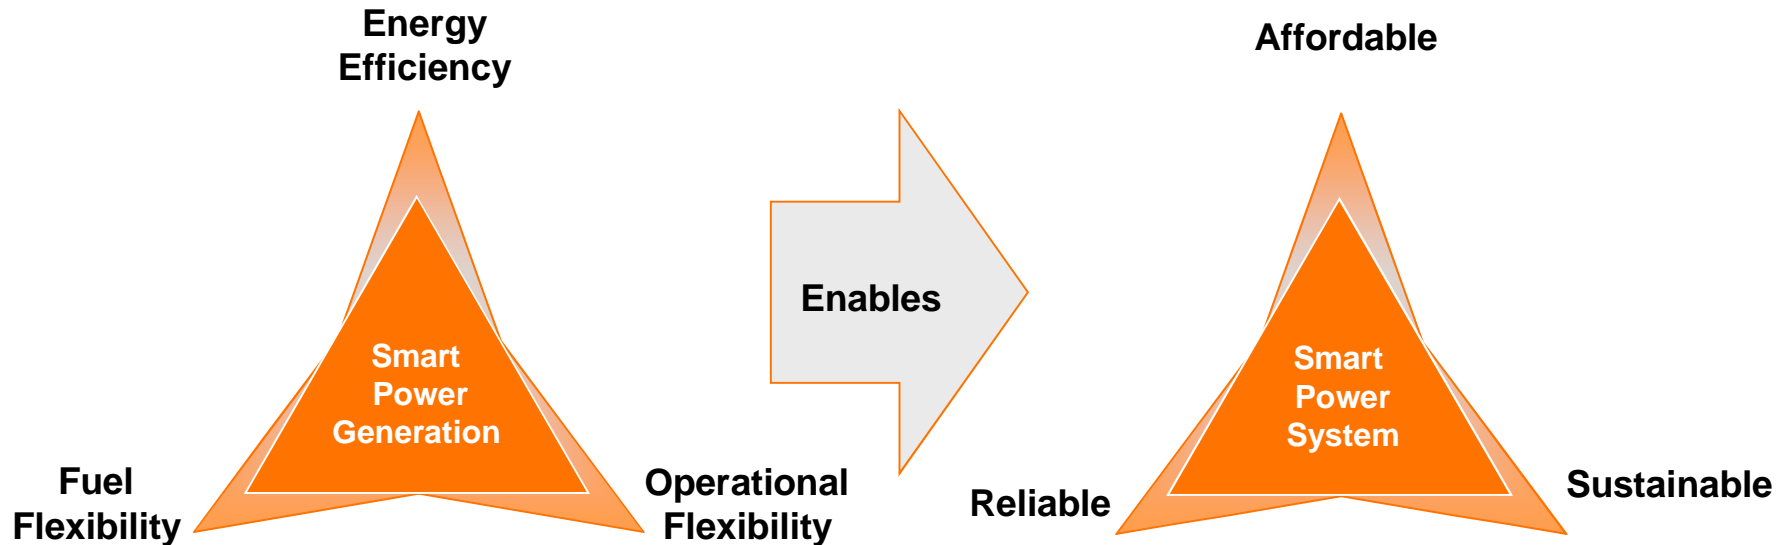 Energy
Efficiency
Smart
Power
Generation
Fuel
Flexibility
Operational
Flexibility
Enables
Affordable
Smart
Power
System
Reliable
Sustainable